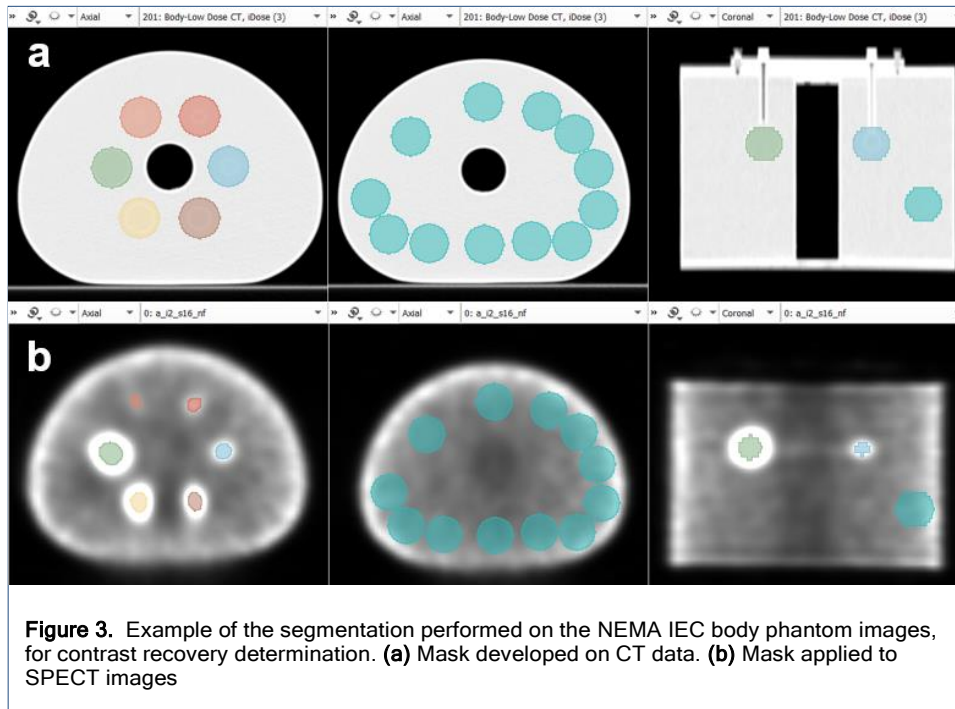 » Axial 201: Body-Low Dose CT, iDose (3) » Axial 201: Body-Low Dose CT, iDose (3) » Coronal 201: Body-Low Dose CT, iDose (3)
a
» Axial 0: a_i2_s16_nf » Axial 0: a_i2_s16_nf » Coronal 0: a_i2_s16_nf
b
Figure 3. Example of the segmentation performed on the NEMA IEC body phantom images,
for contrast recovery determination. (a) Mask developed on CT data. (b) Mask applied to
SPECT images